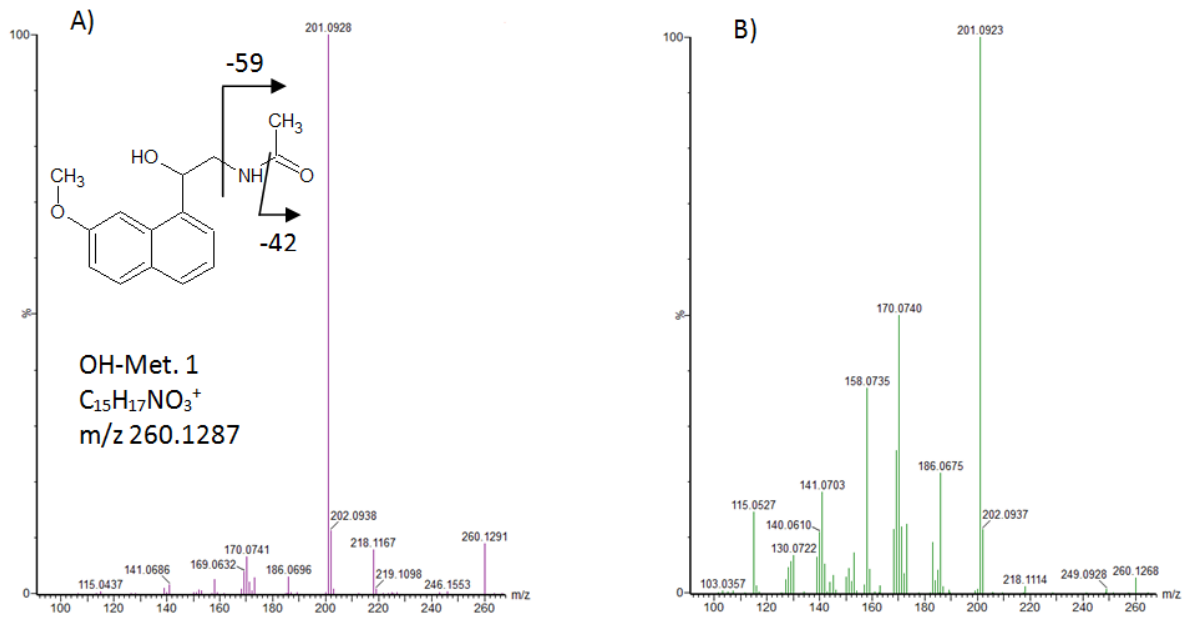 A)
100
%
0
201.0928
202.0938
218.1167
219.1098
246.1553
260.1291
170.0741
169.0632
186.0696
141.0686
115.0437
100 120 140 160 180 200 220 240 260 m/z
-59
-42
CH₃
HO
NH
O
CH₃
O
OH-Met. 1
C₁₅H₁₇NO₃⁺
m/z 260.1287
B)
100
%
0
201.0923
170.0740
158.0735
186.0675
141.0703
115.0527
140.0610
130.0722
202.0937
103.0357
218.1114
249.0928
260.1268
100 120 140 160 180 200 220 240 260 m/z